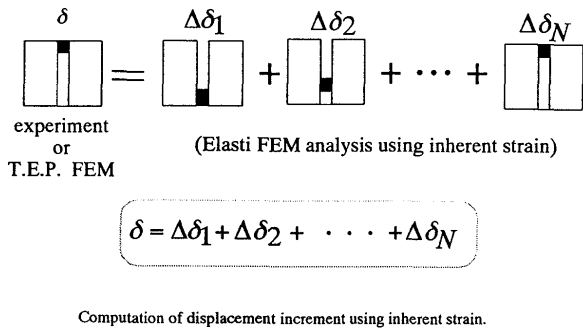 δ Δδ1 Δδ2 ΔδN
= + + ··· +
experiment
or
T.E.P. FEM
(Elasti FEM analysis using inherent strain)
δ = Δδ1+Δδ2 + · · · +ΔδN
Computation of displacement increment using inherent strain.